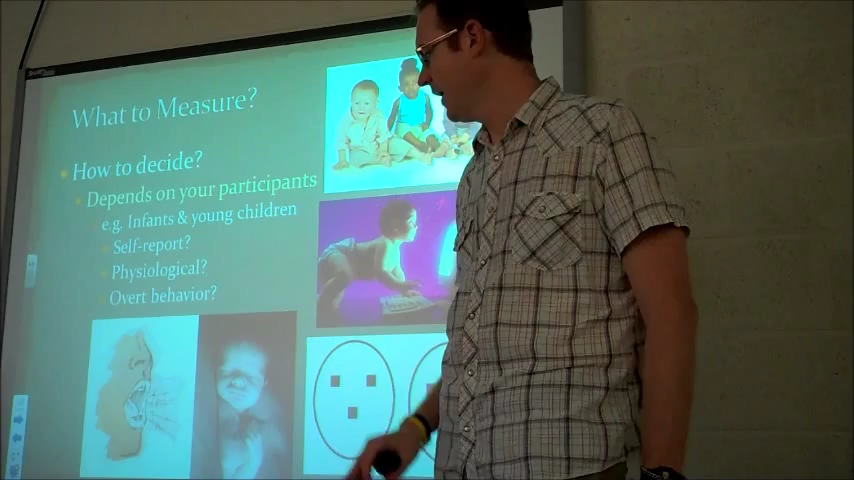 What to Measure?
How to decide?
Depends on your participants
e.g. Infants & young children
Self-report?
Physiological?
Overt behavior?